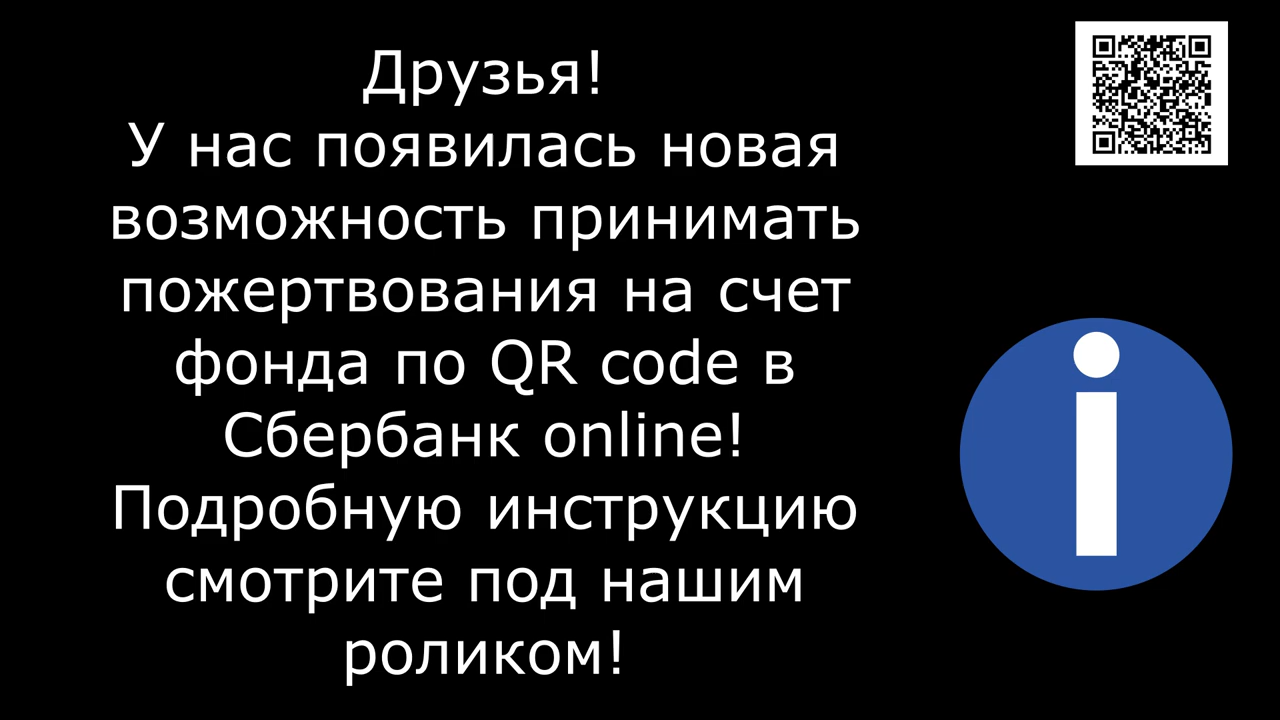 Друзья!
У нас появилась новая
возможность принимать
пожертвования на счет
фонда по QR code в
Сбербанк online!
Подробную инструкцию
смотрите под нашим
роликом!